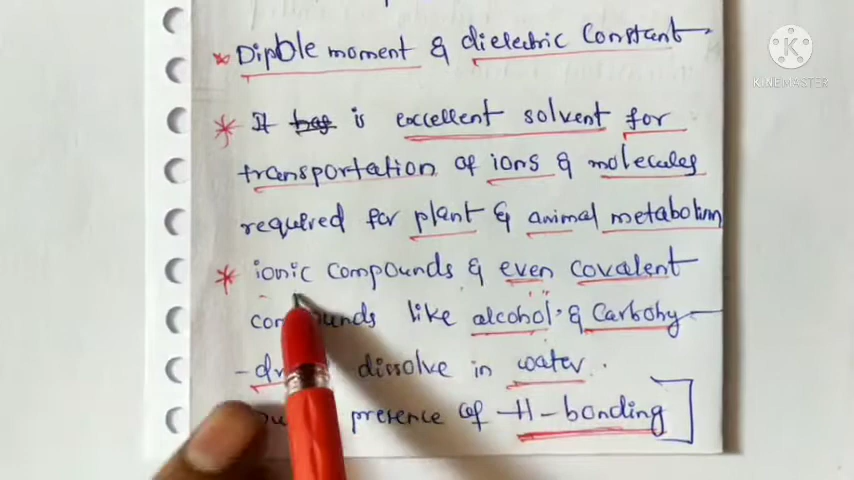 * Dipole moment & dielectric Constant
K
KINEMASTER
* It has is excellent solvent for
transportation of ions & molecules
required for plant & animal metabolism
* ionic compounds & even covalent
like alcohol & Carbohy-
dissolve in water.
presence of H-bonding]